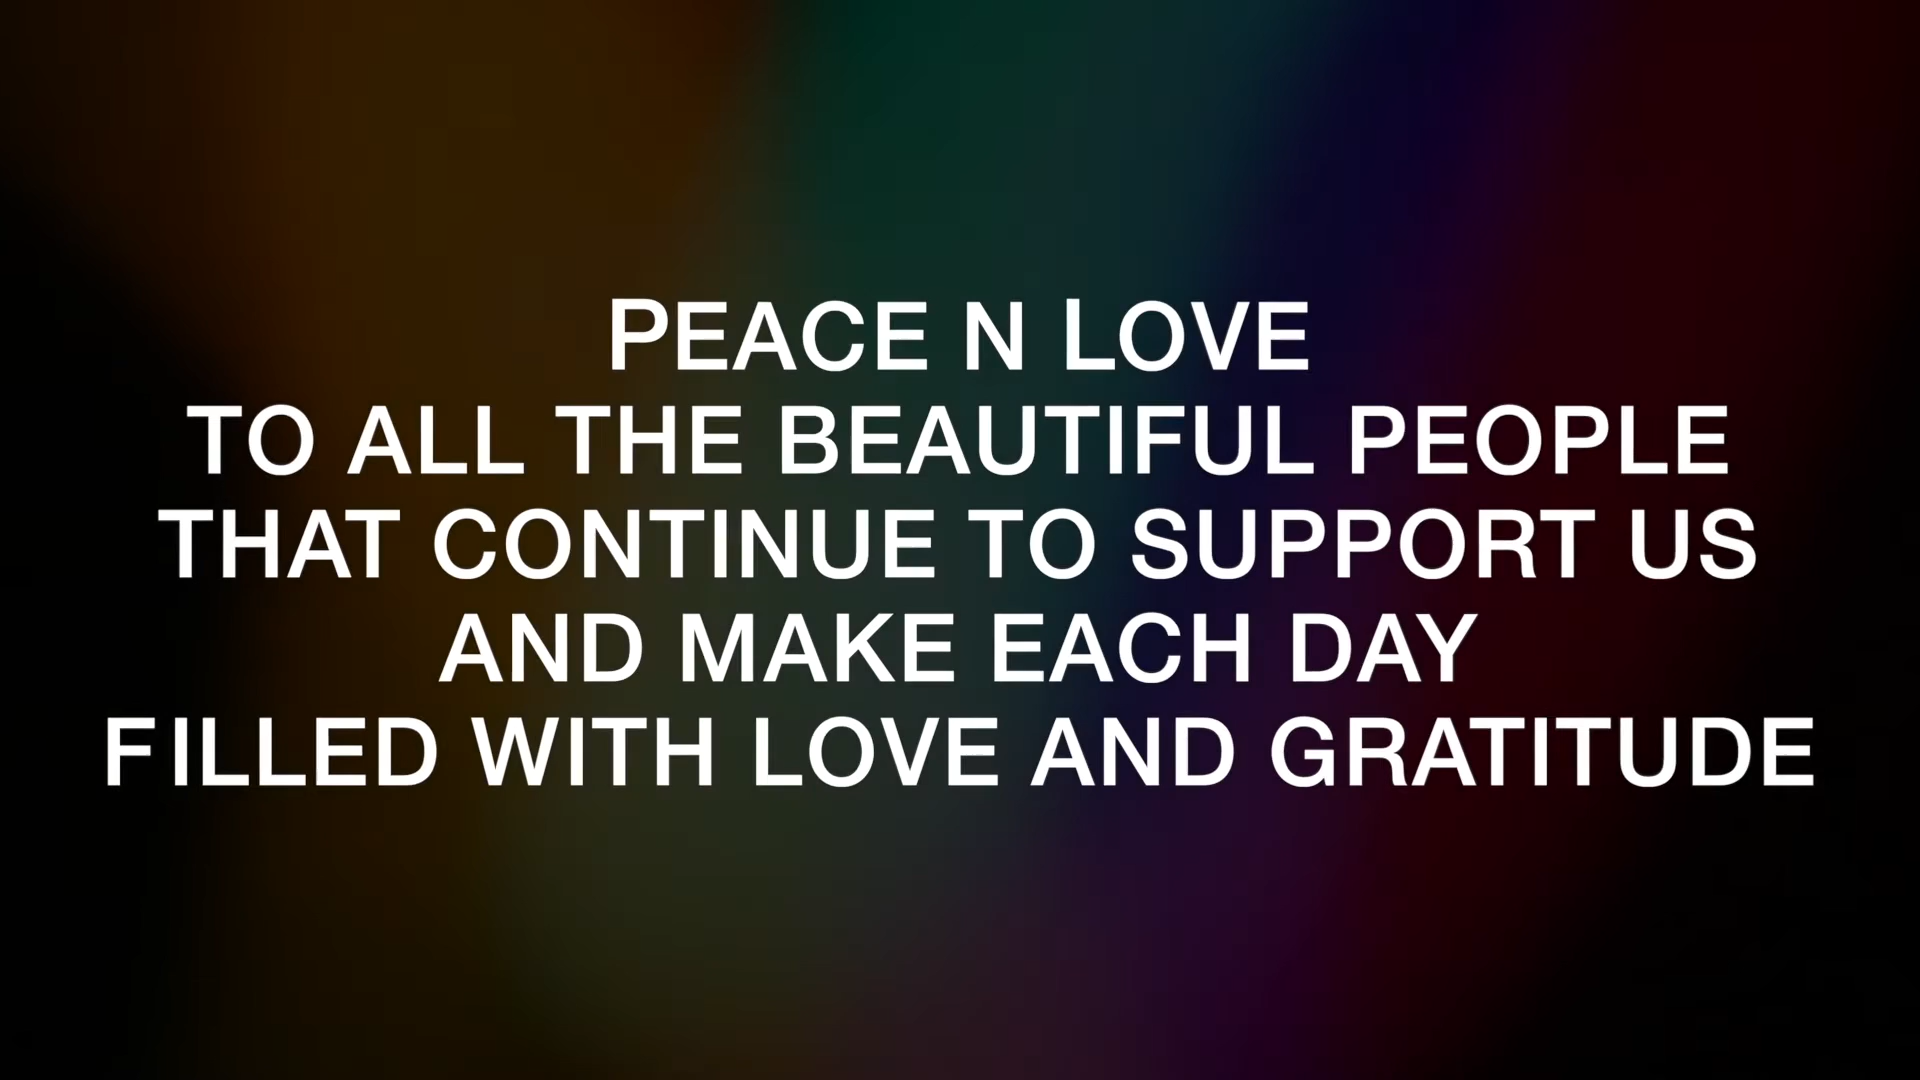 PEACE N LOVE
TO ALL THE BEAUTIFUL PEOPLE
THAT CONTINUE TO SUPPORT US
AND MAKE EACH DAY
FILLED WITH LOVE AND GRATITUDE